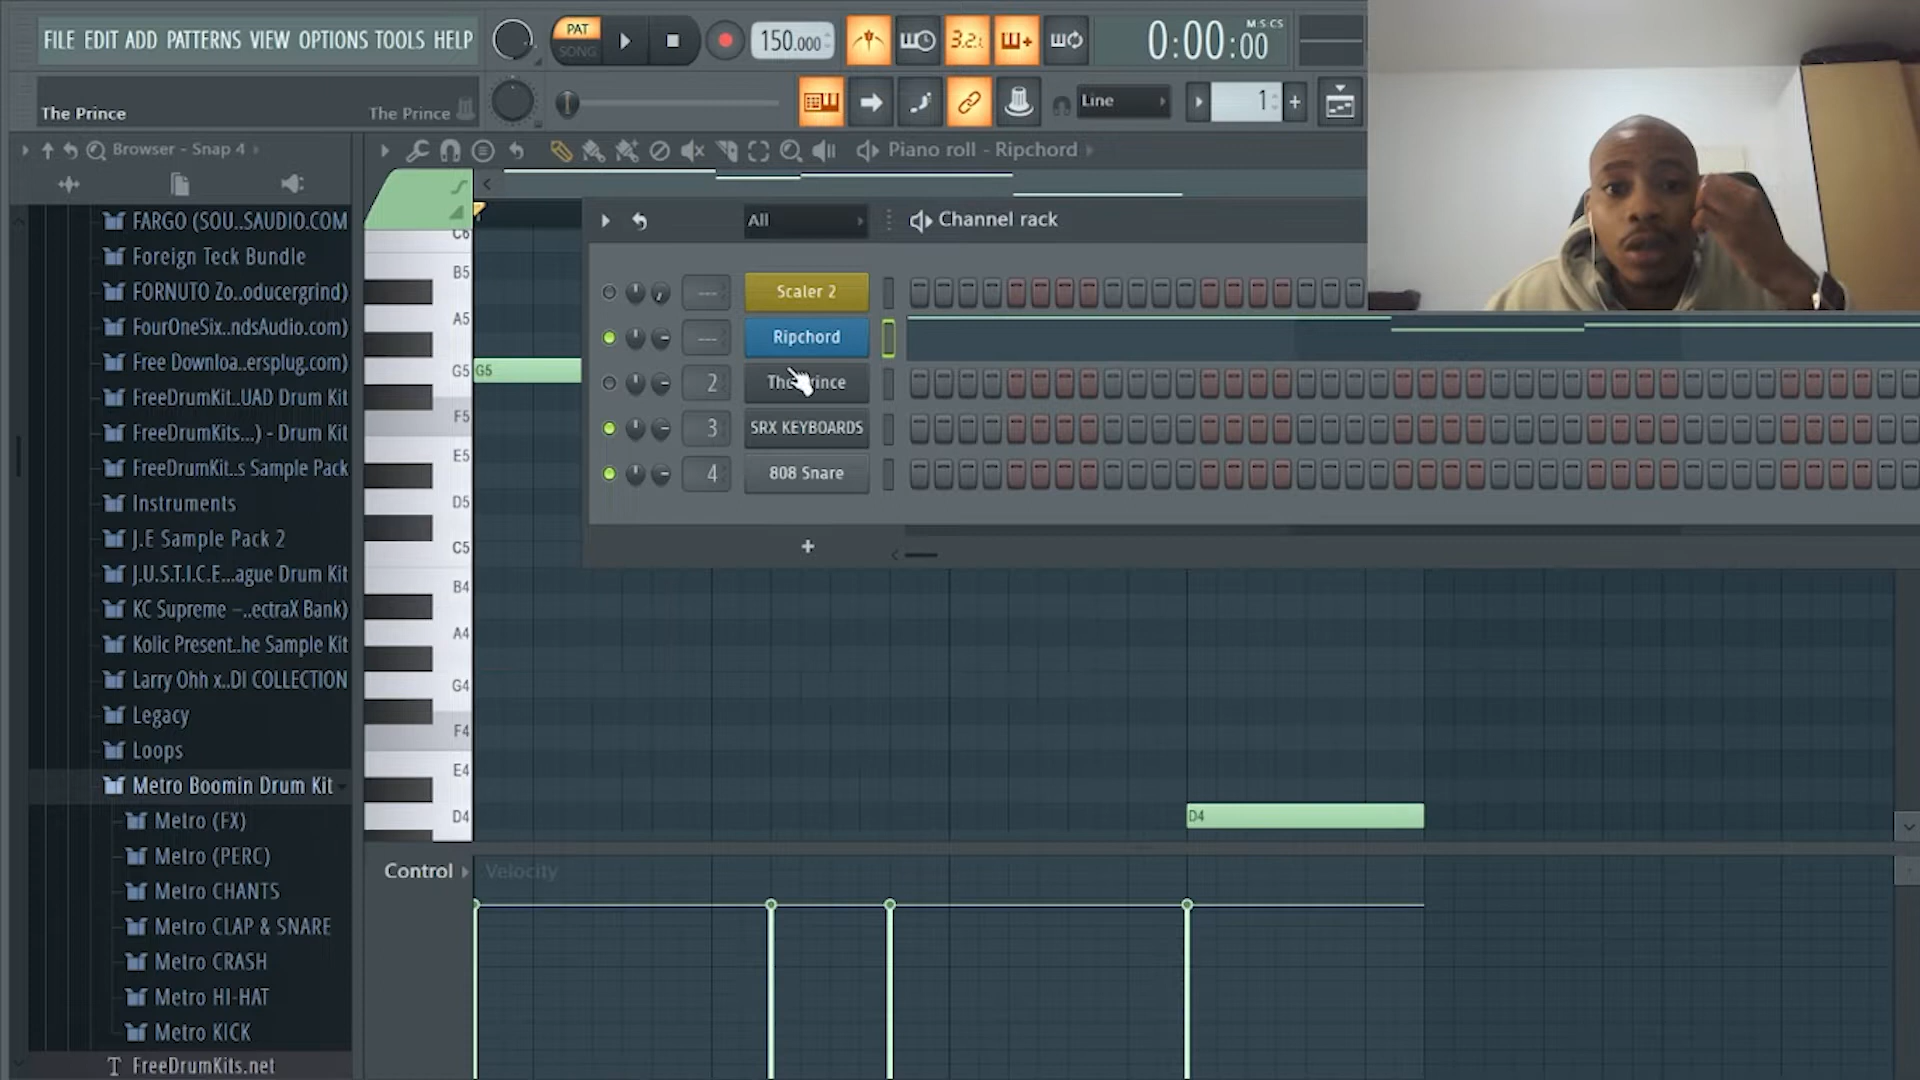 FILE EDIT ADD PATTERNS VIEW OPTIONS TOOLS HELP
PAT
SONG
150.000
3.2:
0:00:00
M:S:CS
The Prince
The Prince
Line
1
Browser - Snap 4
Piano roll - Ripchord
FARGO (SOU..SAUDIO.COM
Foreign Teck Bundle
FORNUTO Zo..oducergrind)
FourOneSix..ndsAudio.com)
Free Downloa..ersplug.com)
FreeDrumKit..UAD Drum Kit
FreeDrumKits...) - Drum Kit
FreeDrumKit..s Sample Pack
Instruments
J.E Sample Pack 2
J.U.S.T.I.C.E...ague Drum Kit
KC Supreme –..ectraX Bank)
Kolic Present..he Sample Kit
Larry Ohh x..DI COLLECTION
Legacy
Loops
Metro Boomin Drum Kit
Metro (FX)
Metro (PERC)
Metro CHANTS
Metro CLAP & SNARE
Metro CRASH
Metro HI-HAT
Metro KICK
FreeDrumKits.net
C6
B5
A5
G5
F5
E5
D5
C5
B4
A4
G4
F4
E4
D4
G5
All
Channel rack
--- Scaler 2
--- Ripchord
2
3 SRX KEYBOARDS
4 808 Snare
+
D4
Control
Velocity